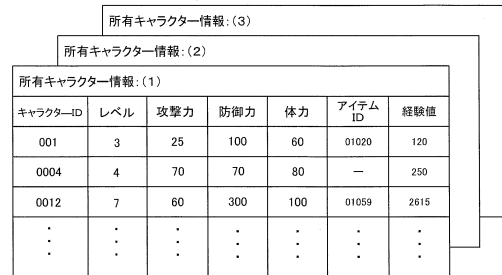 所有キャラクター情報:(3)
所有キャラクター情報:(2)
所有キャラクター情報:(1)
キャラクターID レベル 攻撃力 防御力 体力 アイテムID 経験値
001 3 25 100 60 01020 120
0004 4 70 70 80 — 250
0012 7 60 300 100 01059 2615
・ ・ ・ ・ ・ ・ ・
・ ・ ・ ・ ・ ・ ・
・ ・ ・ ・ ・ ・ ・